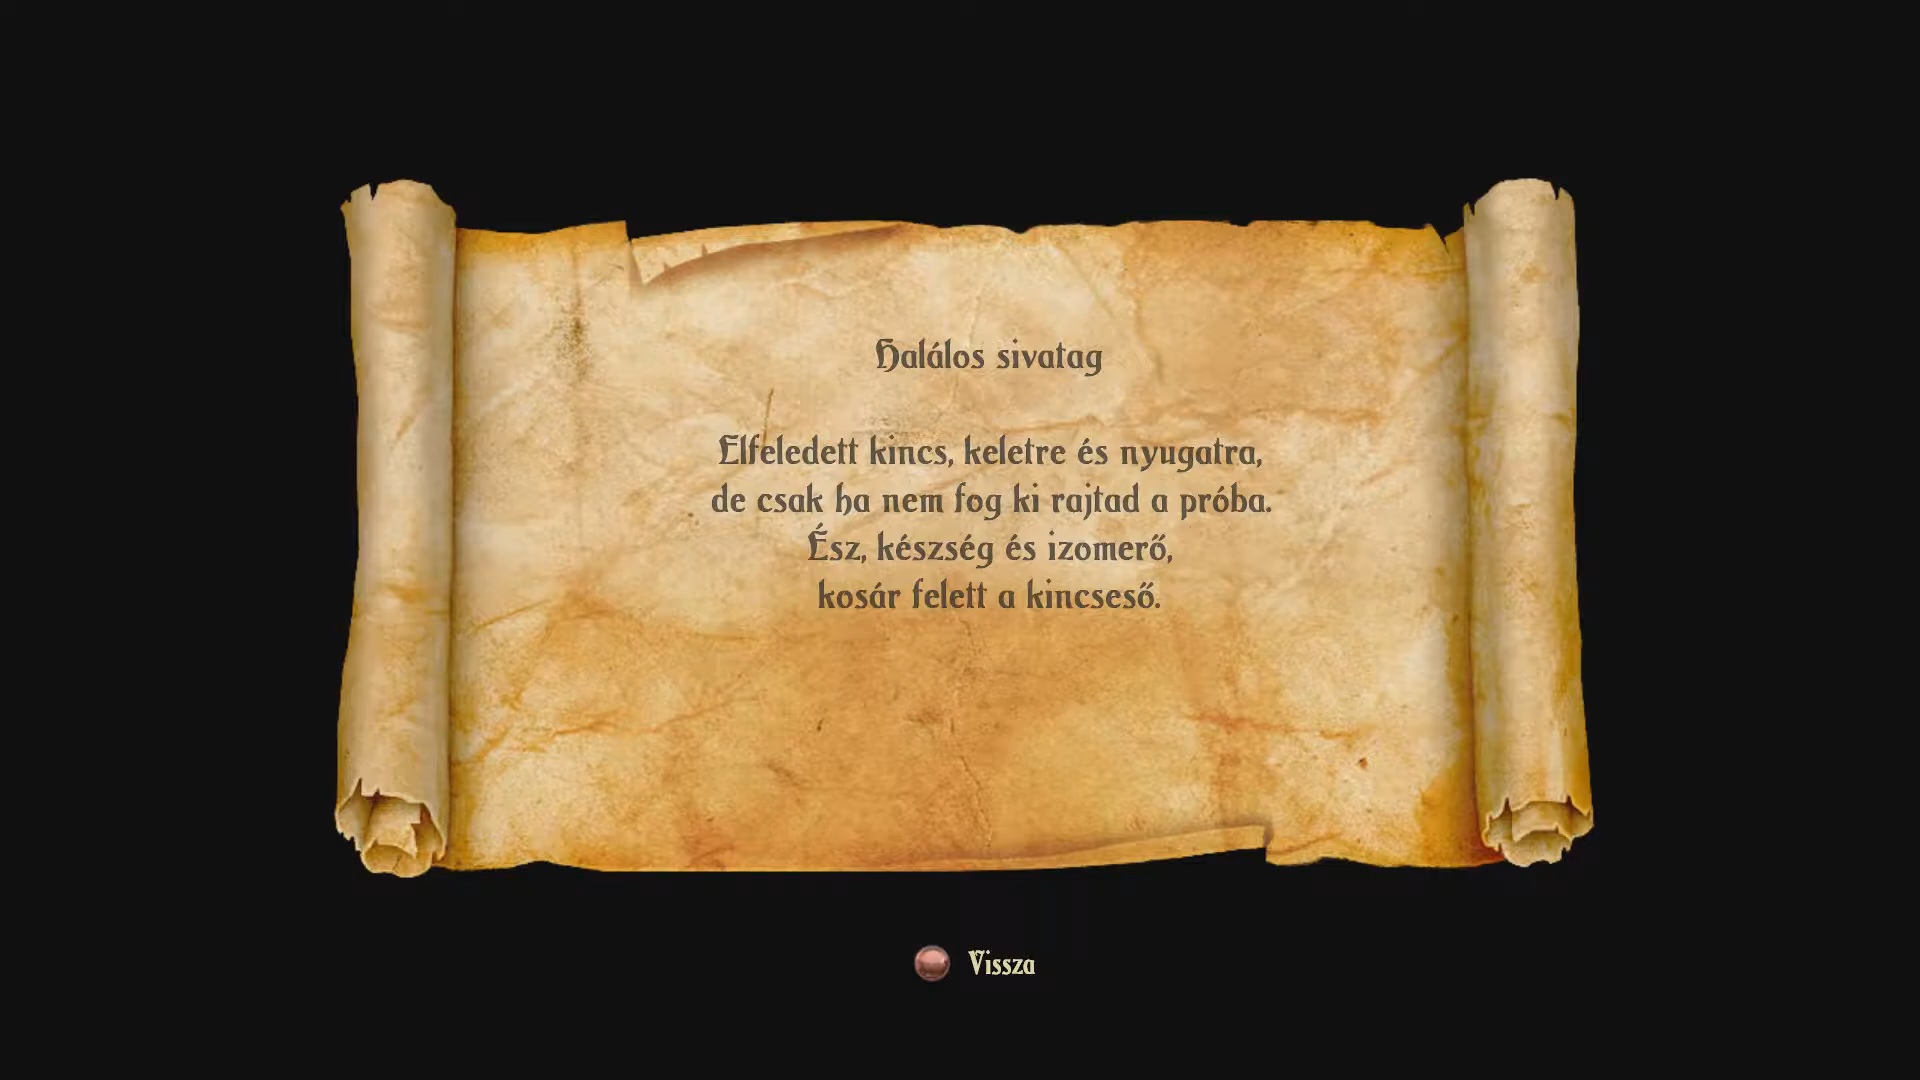 Halálos sivatag
Elfeledett kincs, keletre és nyugatra,
de csak ha nem fog ki rajtad a próba.
Ész, készség és izomerő,
kosár felett a kincseső.
Vissza